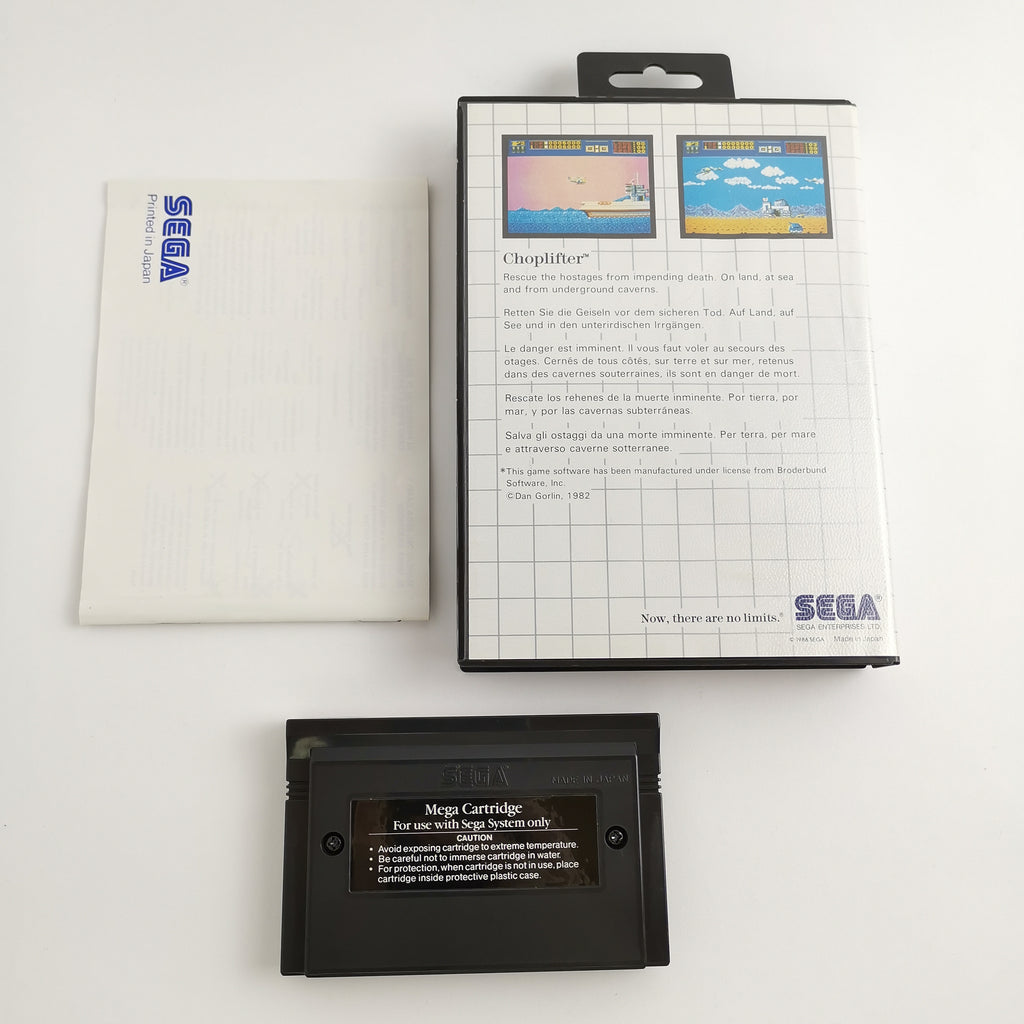 SEGA®
Printed in Japan
Choplifter™
Rescue the hostages from impending death. On land, at sea
and from underground caverns.
Retten Sie die Geiseln vor dem sicheren Tod. Auf Land, auf
See und in den unterirdischen Irrgängen.
Le danger est imminent. Il vous faut voler au secours des
otages. Cernés de tous côtés, sur terre et sur mer, retenus
dans des cavernes souterraines, ils sont en danger de mort.
Rescate los rehenes de la muerte inminente. Por tierra, por
mar, y por las cavernas subterráneas.
Salva gli ostaggi da una morte imminente. Per terra, per mare
e attraverso caverne sotterranee.
*This game software has been manufactured under license from Broderbund
Software, Inc.
©Dan Gorlin, 1982
Now, there are no limits.®
SEGA®
SEGA ENTERPRISES LTD.
© 1986 SEGA Made in Japan
SEGA®
MADE IN JAPAN
Mega Cartridge
For use with Sega System only
CAUTION
• Avoid exposing cartridge to extreme temperature.
• Be careful not to immerse cartridge in water.
• For protection, when cartridge is not in use, place
cartridge inside protective plastic case.